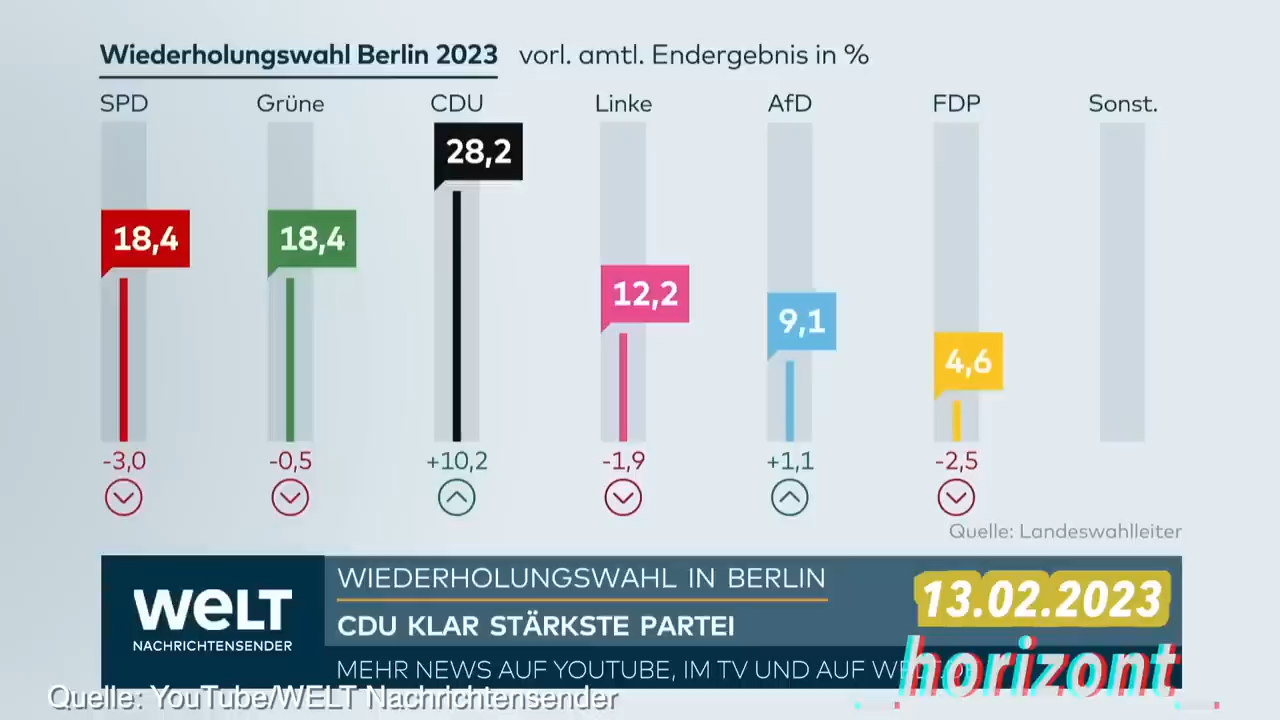 Wiederholungswahl Berlin 2023 vorl. amtl. Endergebnis in %
SPD Grüne CDU Linke AfD FDP Sonst.
18,4 18,4 28,2 12,2 9,1 4,6
-3,0 -0,5 +10,2 -1,9 +1,1 -2,5
Quelle: Landeswahlleiter
WELT
NACHRICHTENSENDER
WIEDERHOLUNGSWAHL IN BERLIN
CDU KLAR STÄRKSTE PARTEI
13.02.2023
MEHR NEWS AUF YOUTUBE, IM TV UND AUF
horizont
Quelle: YouTube/WELT Nachrichtensender